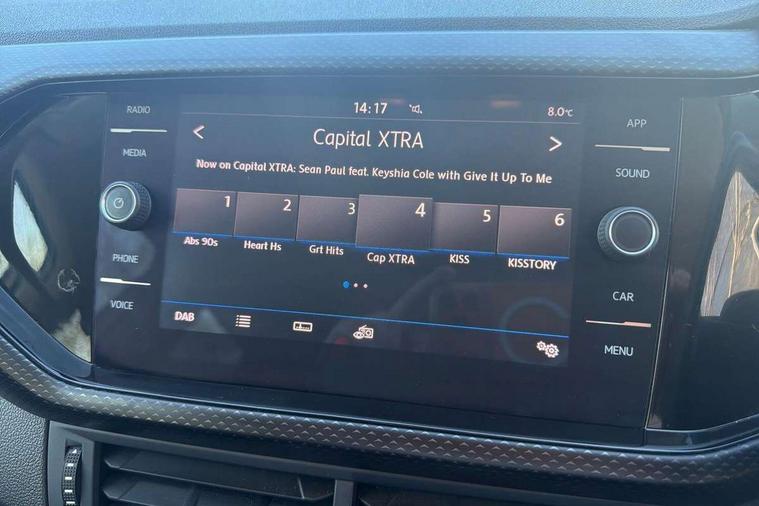 RADIO
MEDIA
PHONE
VOICE
14:17
8.0°C
<
Capital XTRA
>
Now on Capital XTRA: Sean Paul feat. Keyshia Cole with Give It Up To Me
1
2
3
4
5
6
Abs 90s
Heart Hs
Grt Hits
Cap XTRA
KISS
KISSTORY
DAB
APP
SOUND
CAR
MENU